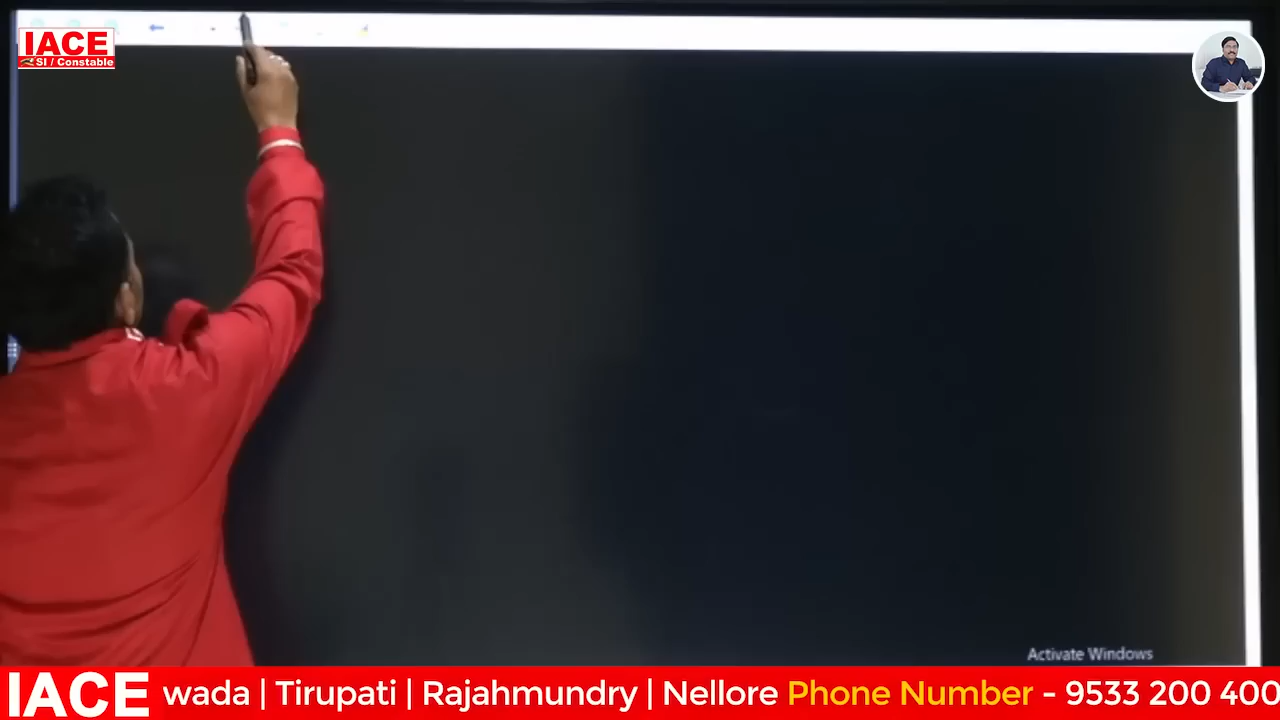 IACE
SI / Constable
Activate Windows
IACE wada | Tirupati | Rajahmundry | Nellore Phone Number - 9533 200 400